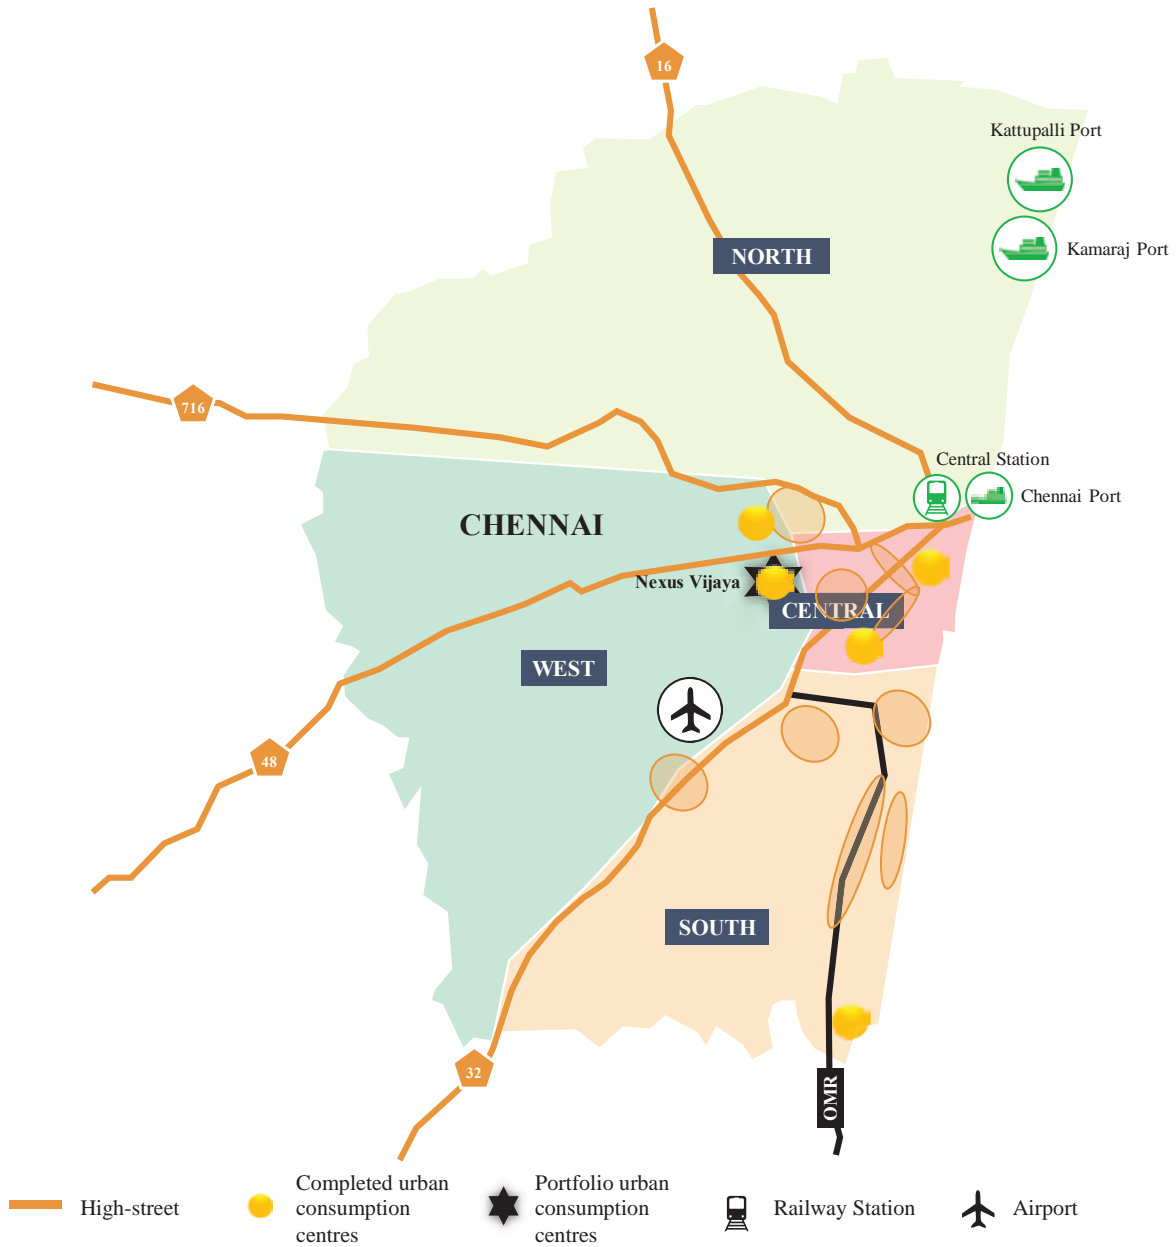 16
Kattupalli Port
NORTH
Kamaraj Port
716
Central Station
Chennai Port
CHENNAI
Nexus Vijaya
CENTRAL
WEST
48
SOUTH
32
OMR
High-street
Completed urban
consumption
centres
Portfolio urban
consumption
centres
Railway Station
Airport